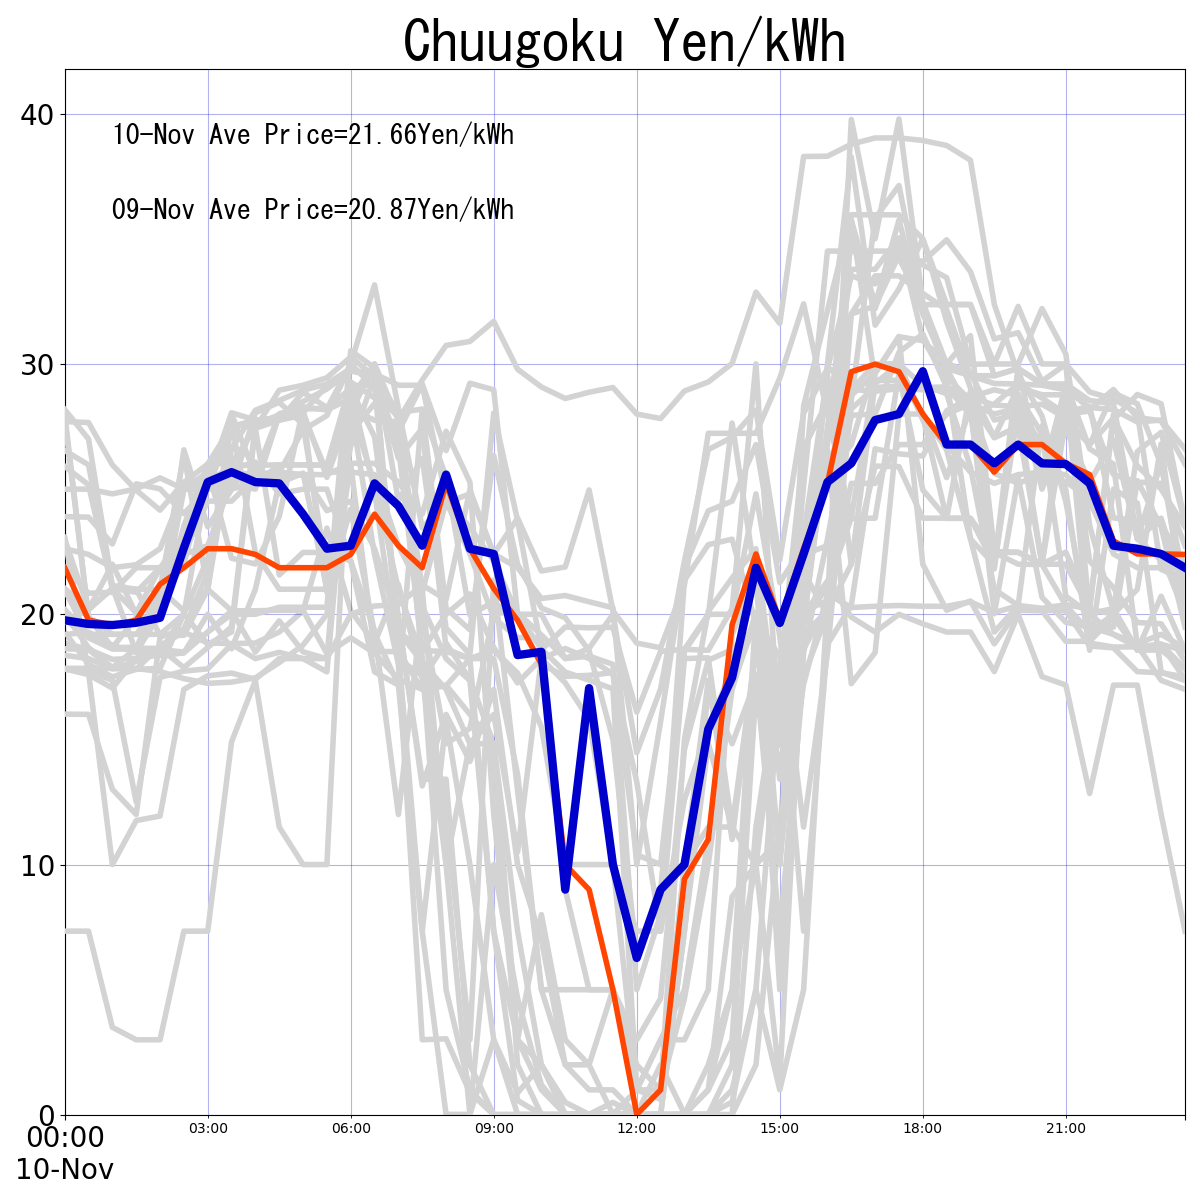 Chuugoku Yen/kWh
40
10-Nov Ave Price=21.66Yen/kWh
09-Nov Ave Price=20.87Yen/kWh
30
20
10
0
00:00 03:00 06:00 09:00 12:00 15:00 18:00 21:00
10-Nov